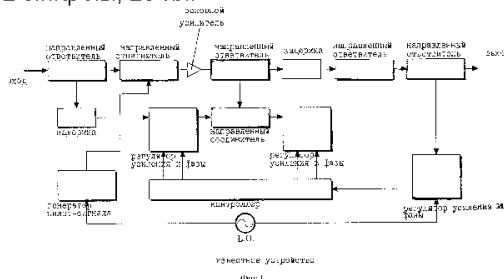 основной
усилитель
направленный
ответвитель
направленный
ответвитель
направленный
ответвитель
задержка
направленный
ответвитель
направленный
ответвитель
вход
задержка
регулятор
усиления и фазы
направленный
соединитель
регулятор
усиления и фазы
генератор
пилот-сигнала
контроллер
регулятор усиления и
фазы
L.O.
известное устройство